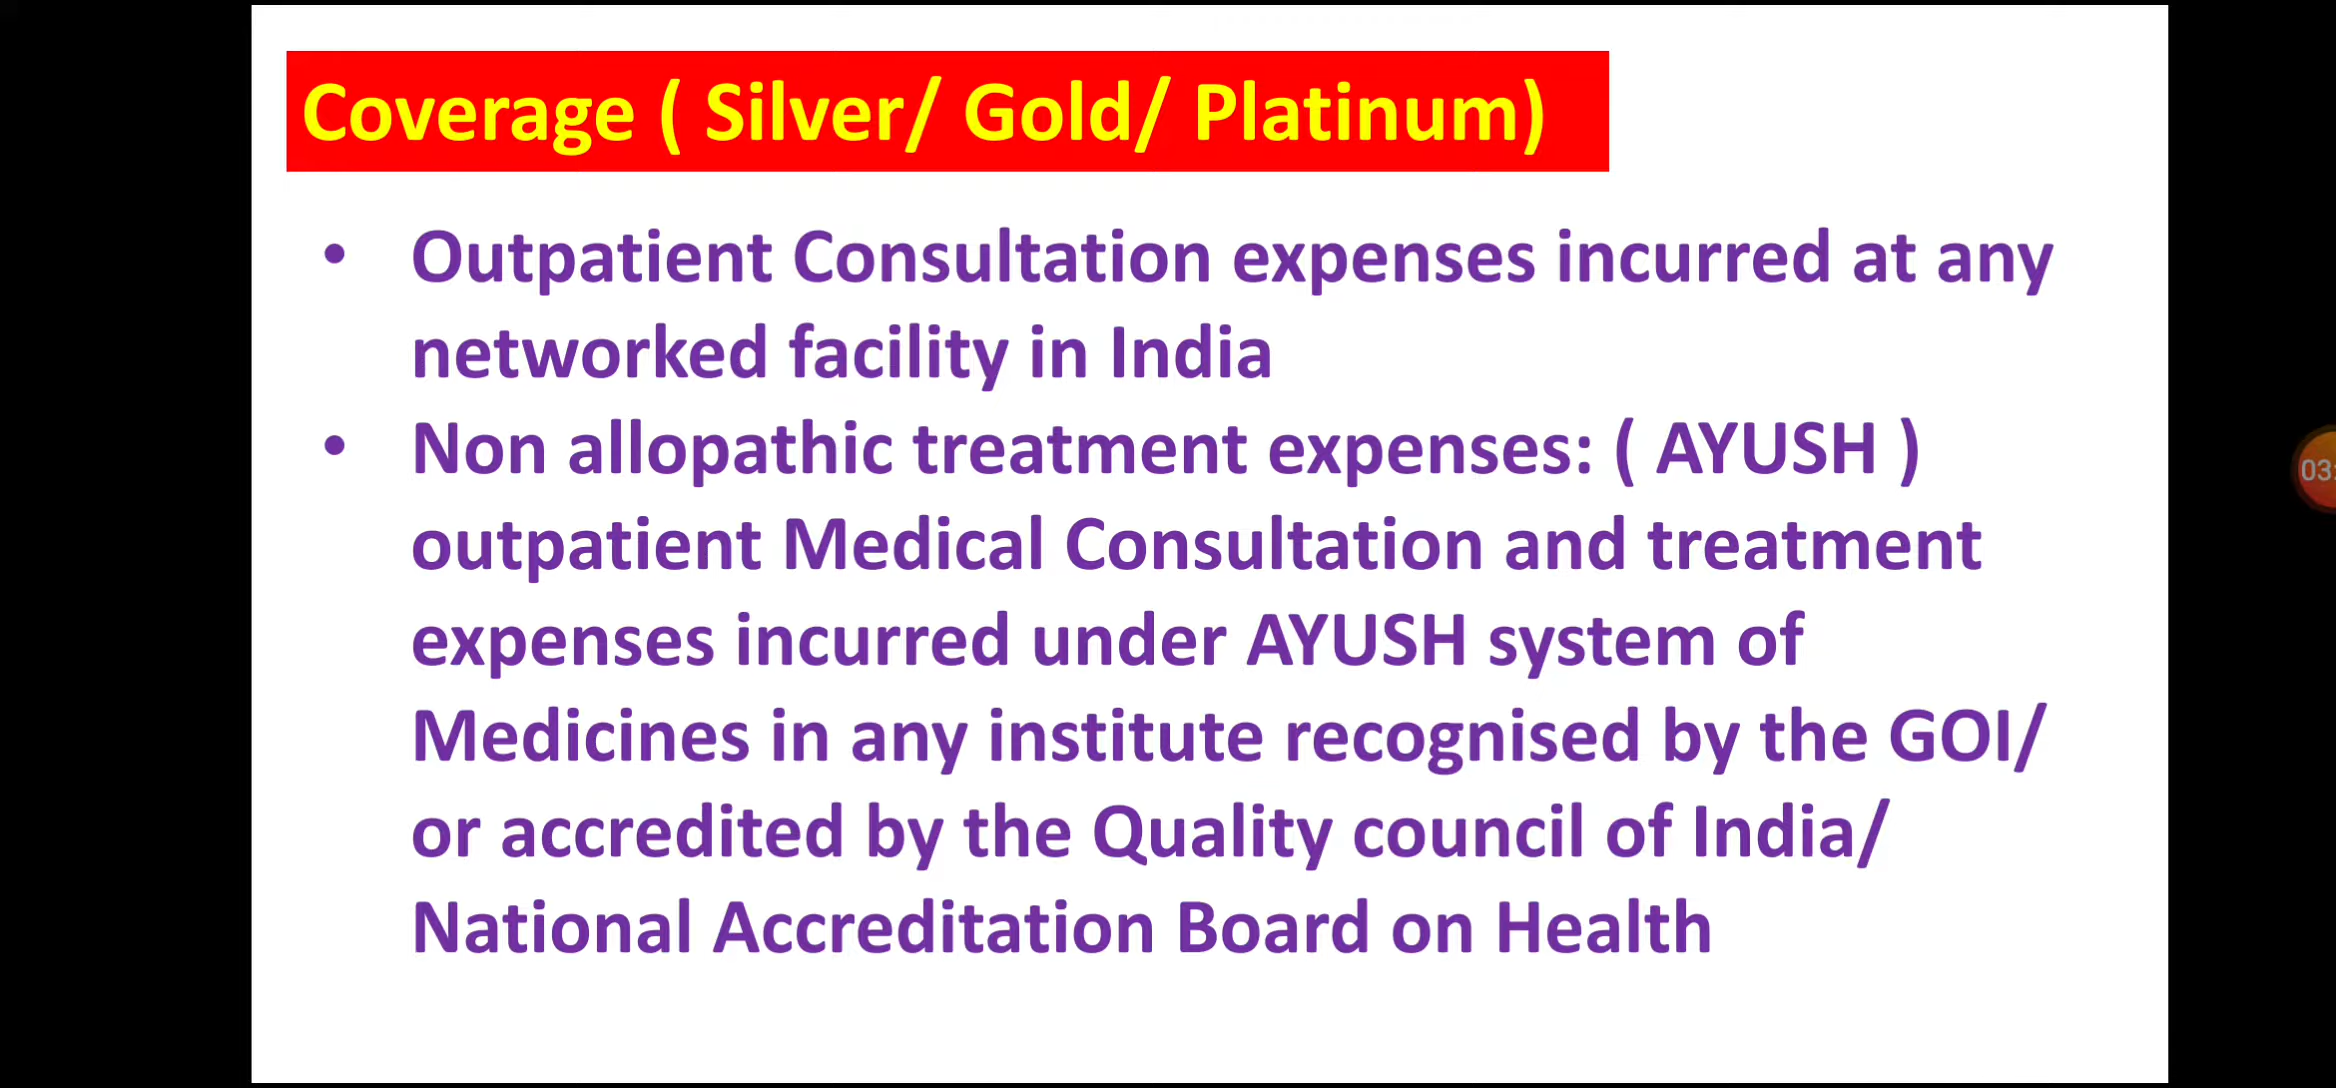 Coverage ( Silver/ Gold/ Platinum)
• Outpatient Consultation expenses incurred at any
networked facility in India
• Non allopathic treatment expenses: ( AYUSH )
outpatient Medical Consultation and treatment
expenses incurred under AYUSH system of
Medicines in any institute recognised by the GOI/
or accredited by the Quality council of India/
National Accreditation Board on Health
03: